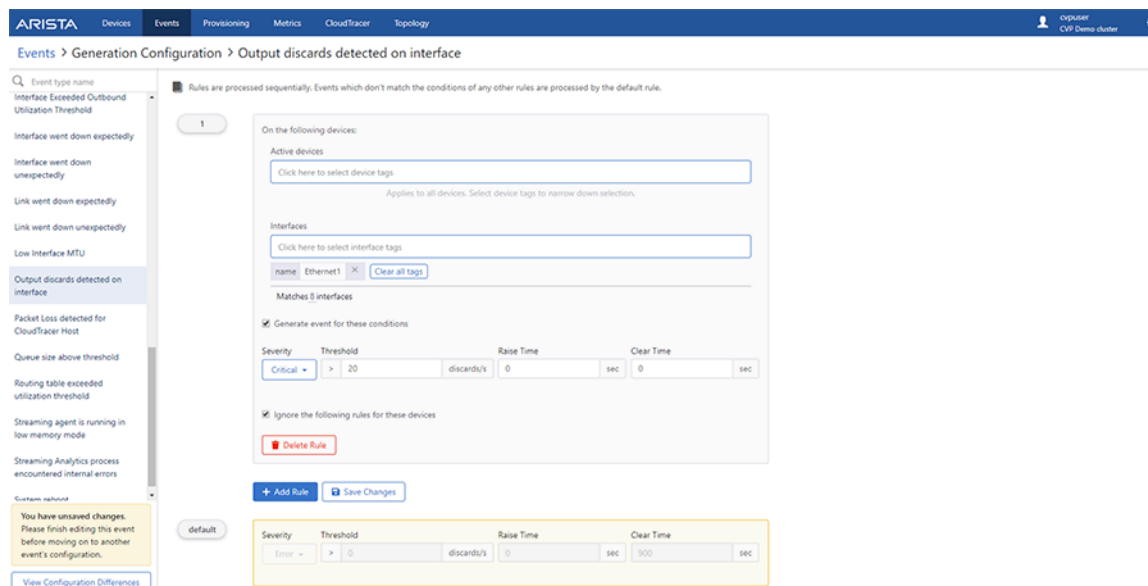 ARISTA Devices Events Provisioning Metrics CloudTracer Topology cvpuser
CVP Demo cluster
Events > Generation Configuration > Output discards detected on interface
Event type name
Interface Exceeded Outbound
Utilization Threshold
Interface went down expectedly
Interface went down
unexpectedly
Link went down expectedly
Link went down unexpectedly
Low Interface MTU
Output discards detected on
interface
Packet Loss detected for
CloudTracer Host
Queue size above threshold
Routing table exceeded
utilization threshold
Streaming agent is running in
low memory mode
Streaming Analytics process
encountered internal errors
System reboot
You have unsaved changes.
Please finish editing this event
before moving on to another
event's configuration.
View Configuration Differences
Rules are processed sequentially. Events which don't match the conditions of any other rules are processed by the default rule.
1
On the following devices:
Active devices
Click here to select device tags
Applies to all devices. Select device tags to narrow down selection.
Interfaces
Click here to select interface tags
name Ethernet1 × Clear all tags
Matches 8 interfaces
Generate event for these conditions
Severity Threshold Raise Time Clear Time
Critical > 20 discards/s 0 sec 0 sec
Ignore the following rules for these devices
Delete Rule
+ Add Rule Save Changes
default
Severity Threshold Raise Time Clear Time
Error > 0 discards/s 0 sec 900 sec